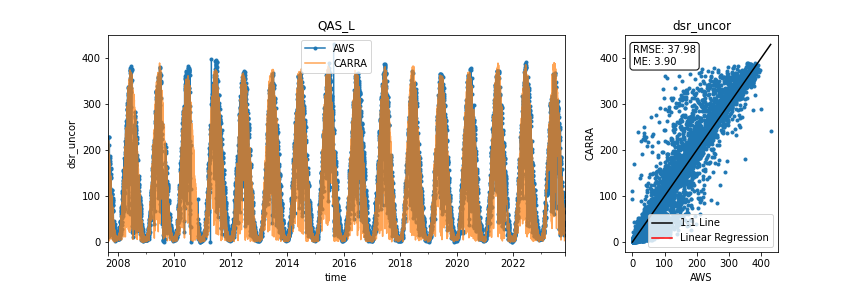 QAS_L
dsr_uncor
400
300
200
100
0
AWS
CARRA
2008
2010
2012
2014
2016
2018
2020
2022
time
dsr_uncor
CARRA
400
300
200
100
0
RMSE: 37.98
ME: 3.90
1:1 Line
Linear Regression
0
100
200
300
400
AWS